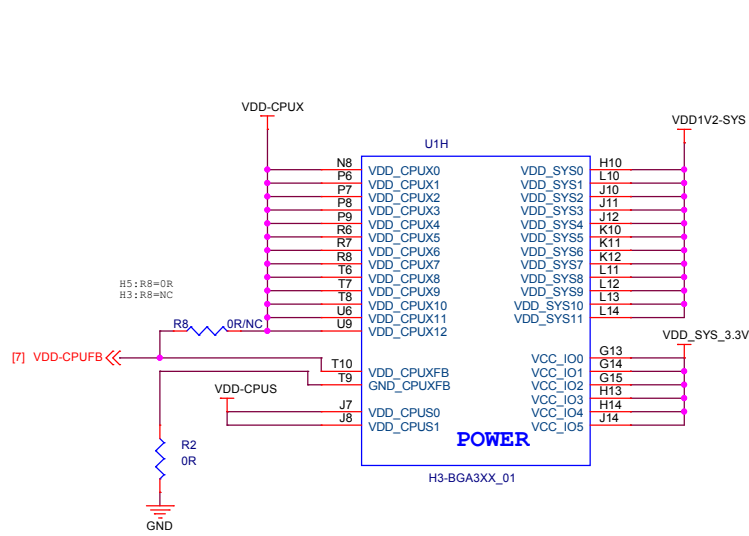 VDD-CPUX
VDD1V2-SYS
U1H
N8 VDD_CPUX0 VDD_SYS0 H10
P6 VDD_CPUX1 VDD_SYS1 L10
P7 VDD_CPUX2 VDD_SYS2 J10
P8 VDD_CPUX3 VDD_SYS3 J11
P9 VDD_CPUX4 VDD_SYS4 J12
R6 VDD_CPUX5 VDD_SYS5 K10
R7 VDD_CPUX6 VDD_SYS6 K11
R8 VDD_CPUX7 VDD_SYS7 K12
T6 VDD_CPUX8 VDD_SYS8 L11
T7 VDD_CPUX9 VDD_SYS9 L12
T8 VDD_CPUX10 VDD_SYS10 L13
U6 VDD_CPUX11 VDD_SYS11 L14
U9 VDD_CPUX12
H5:R8=0R
H3:R8=NC
R8 0R/NC
VDD_SYS_3.3V
[7] VDD-CPUFB
VCC_IO0 G13
T10 VDD_CPUXFB VCC_IO1 G14
T9 GND_CPUXFB VCC_IO2 G15
VDD-CPUS
VCC_IO3 H13
J7 VDD_CPUS0 VCC_IO4 H14
J8 VDD_CPUS1 VCC_IO5 J14
POWER
R2
0R
H3-BGA3XX_01
GND